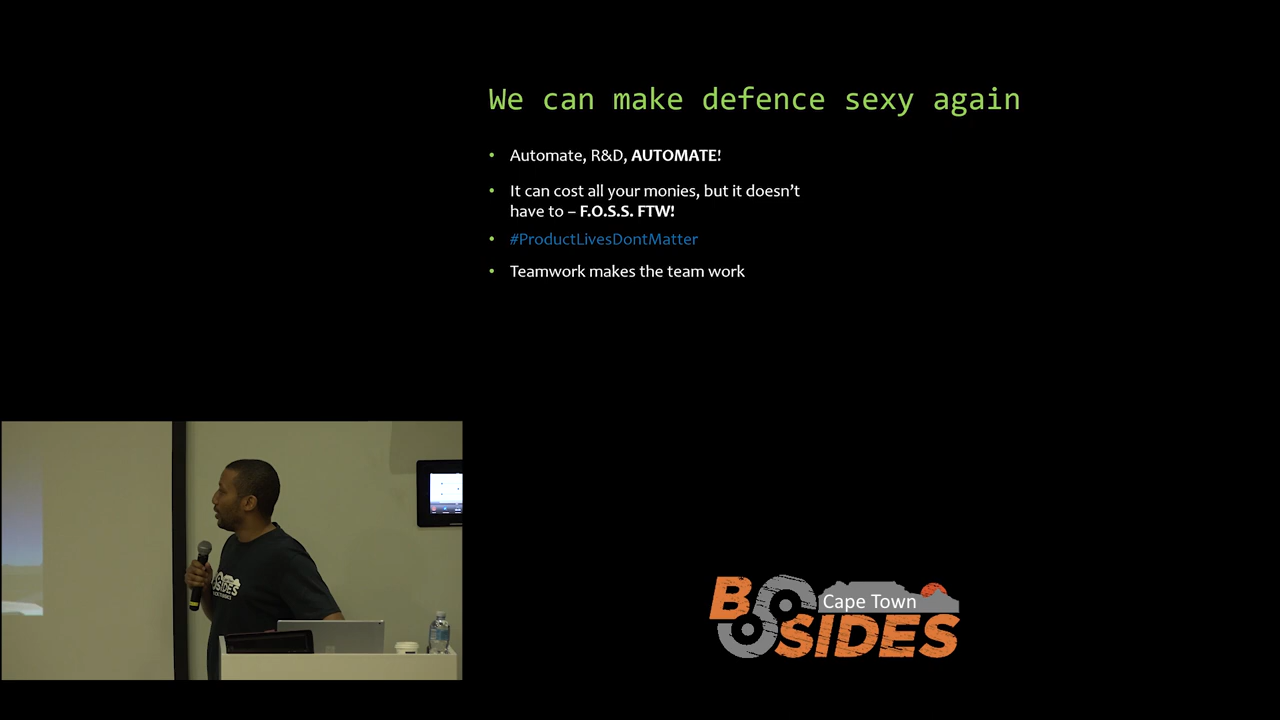 We can make defence sexy again
• Automate, R&D, AUTOMATE!
• It can cost all your monies, but it doesn't
have to – F.O.S.S. FTW!
• #ProductLivesDontMatter
• Teamwork makes the team work
BSIDES
Cape Town
SIDES